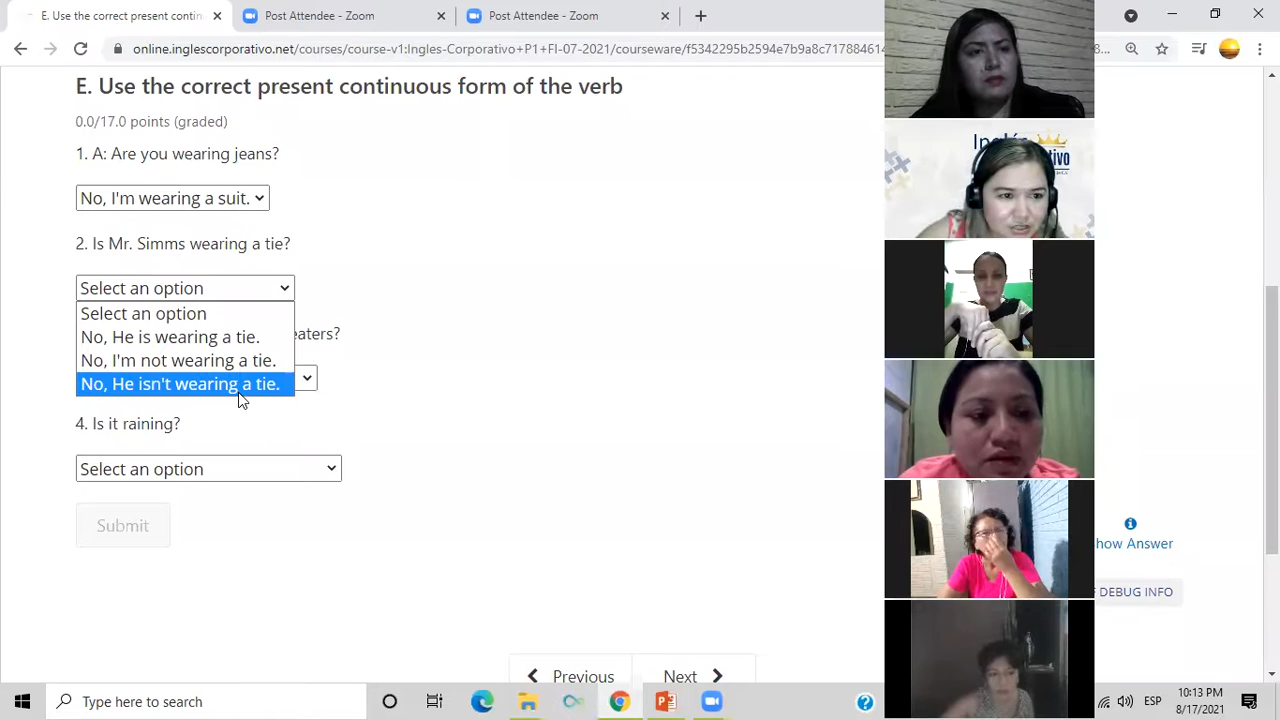 E. Use the correct present co
Post Attendee - Zoom
Post Attendee - Zoom
online.inglescorporativo.net/courses/course-v1:Ingles-Corporativo+P1+FI-07-2021/courseware/f5342295b2594e7b9a8c71788461
8...
E. Use the correct present continuous form of the verb
0.0/17.0 points (graded)
1. A: Are you wearing jeans?
No, I'm wearing a suit.
2. Is Mr. Simms wearing a tie?
Select an option
Select an option
No, He is wearing a tie.
eaters?
No, I'm not wearing a tie.
No, He isn't wearing a tie.
4. Is it raining?
Select an option
Submit
how Answer
DEBUG INFO
Previous
Next
Type here to search
ESP
10:13 PM
8/17/2021